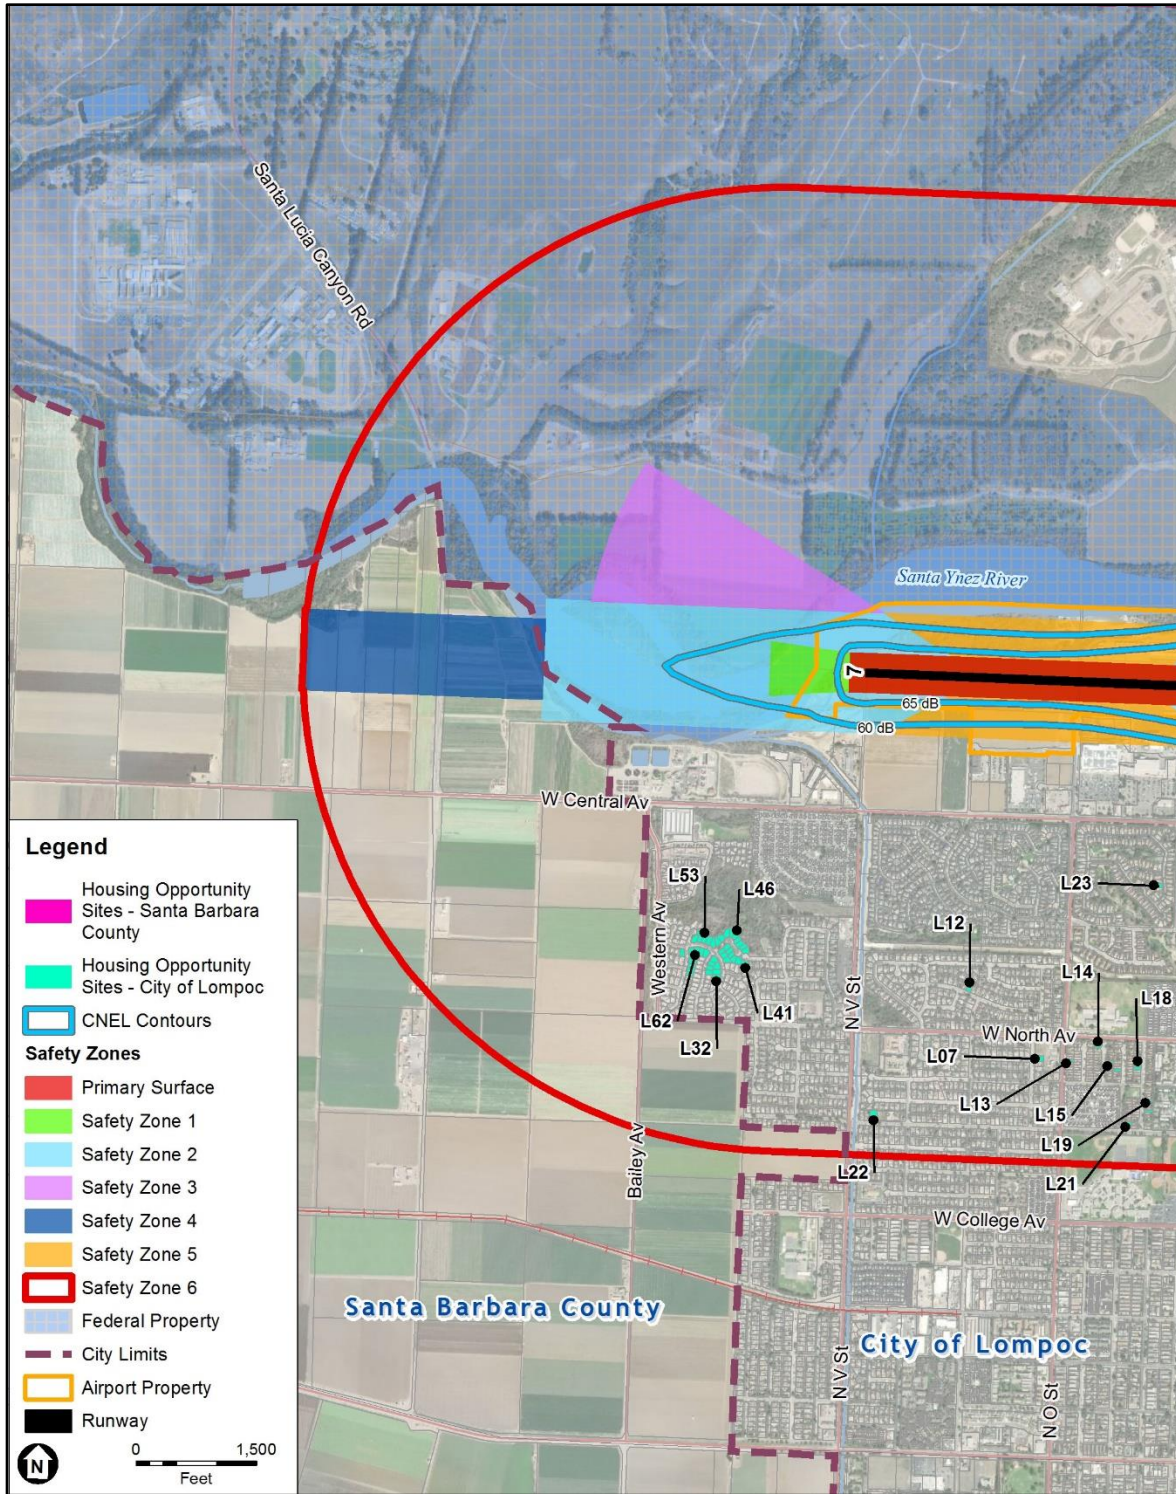 Santa Lucia Canyon Rd
Santa Ynez River
7
65 dB
60 dB
W Central Av
L53
L46
L23
L12
Western Av
L14
L18
N V St
L62
L41
W North Av
L32
L07
L13
L15
L19
Bailey Av
L22
L21
W College Av
Santa Barbara County
City of Lompoc
N V St
N O St
Legend
Housing Opportunity
Sites - Santa Barbara
County
Housing Opportunity
Sites - City of Lompoc
CNEL Contours
Safety Zones
Primary Surface
Safety Zone 1
Safety Zone 2
Safety Zone 3
Safety Zone 4
Safety Zone 5
Safety Zone 6
Federal Property
City Limits
Airport Property
Runway
N
0 1,500
Feet